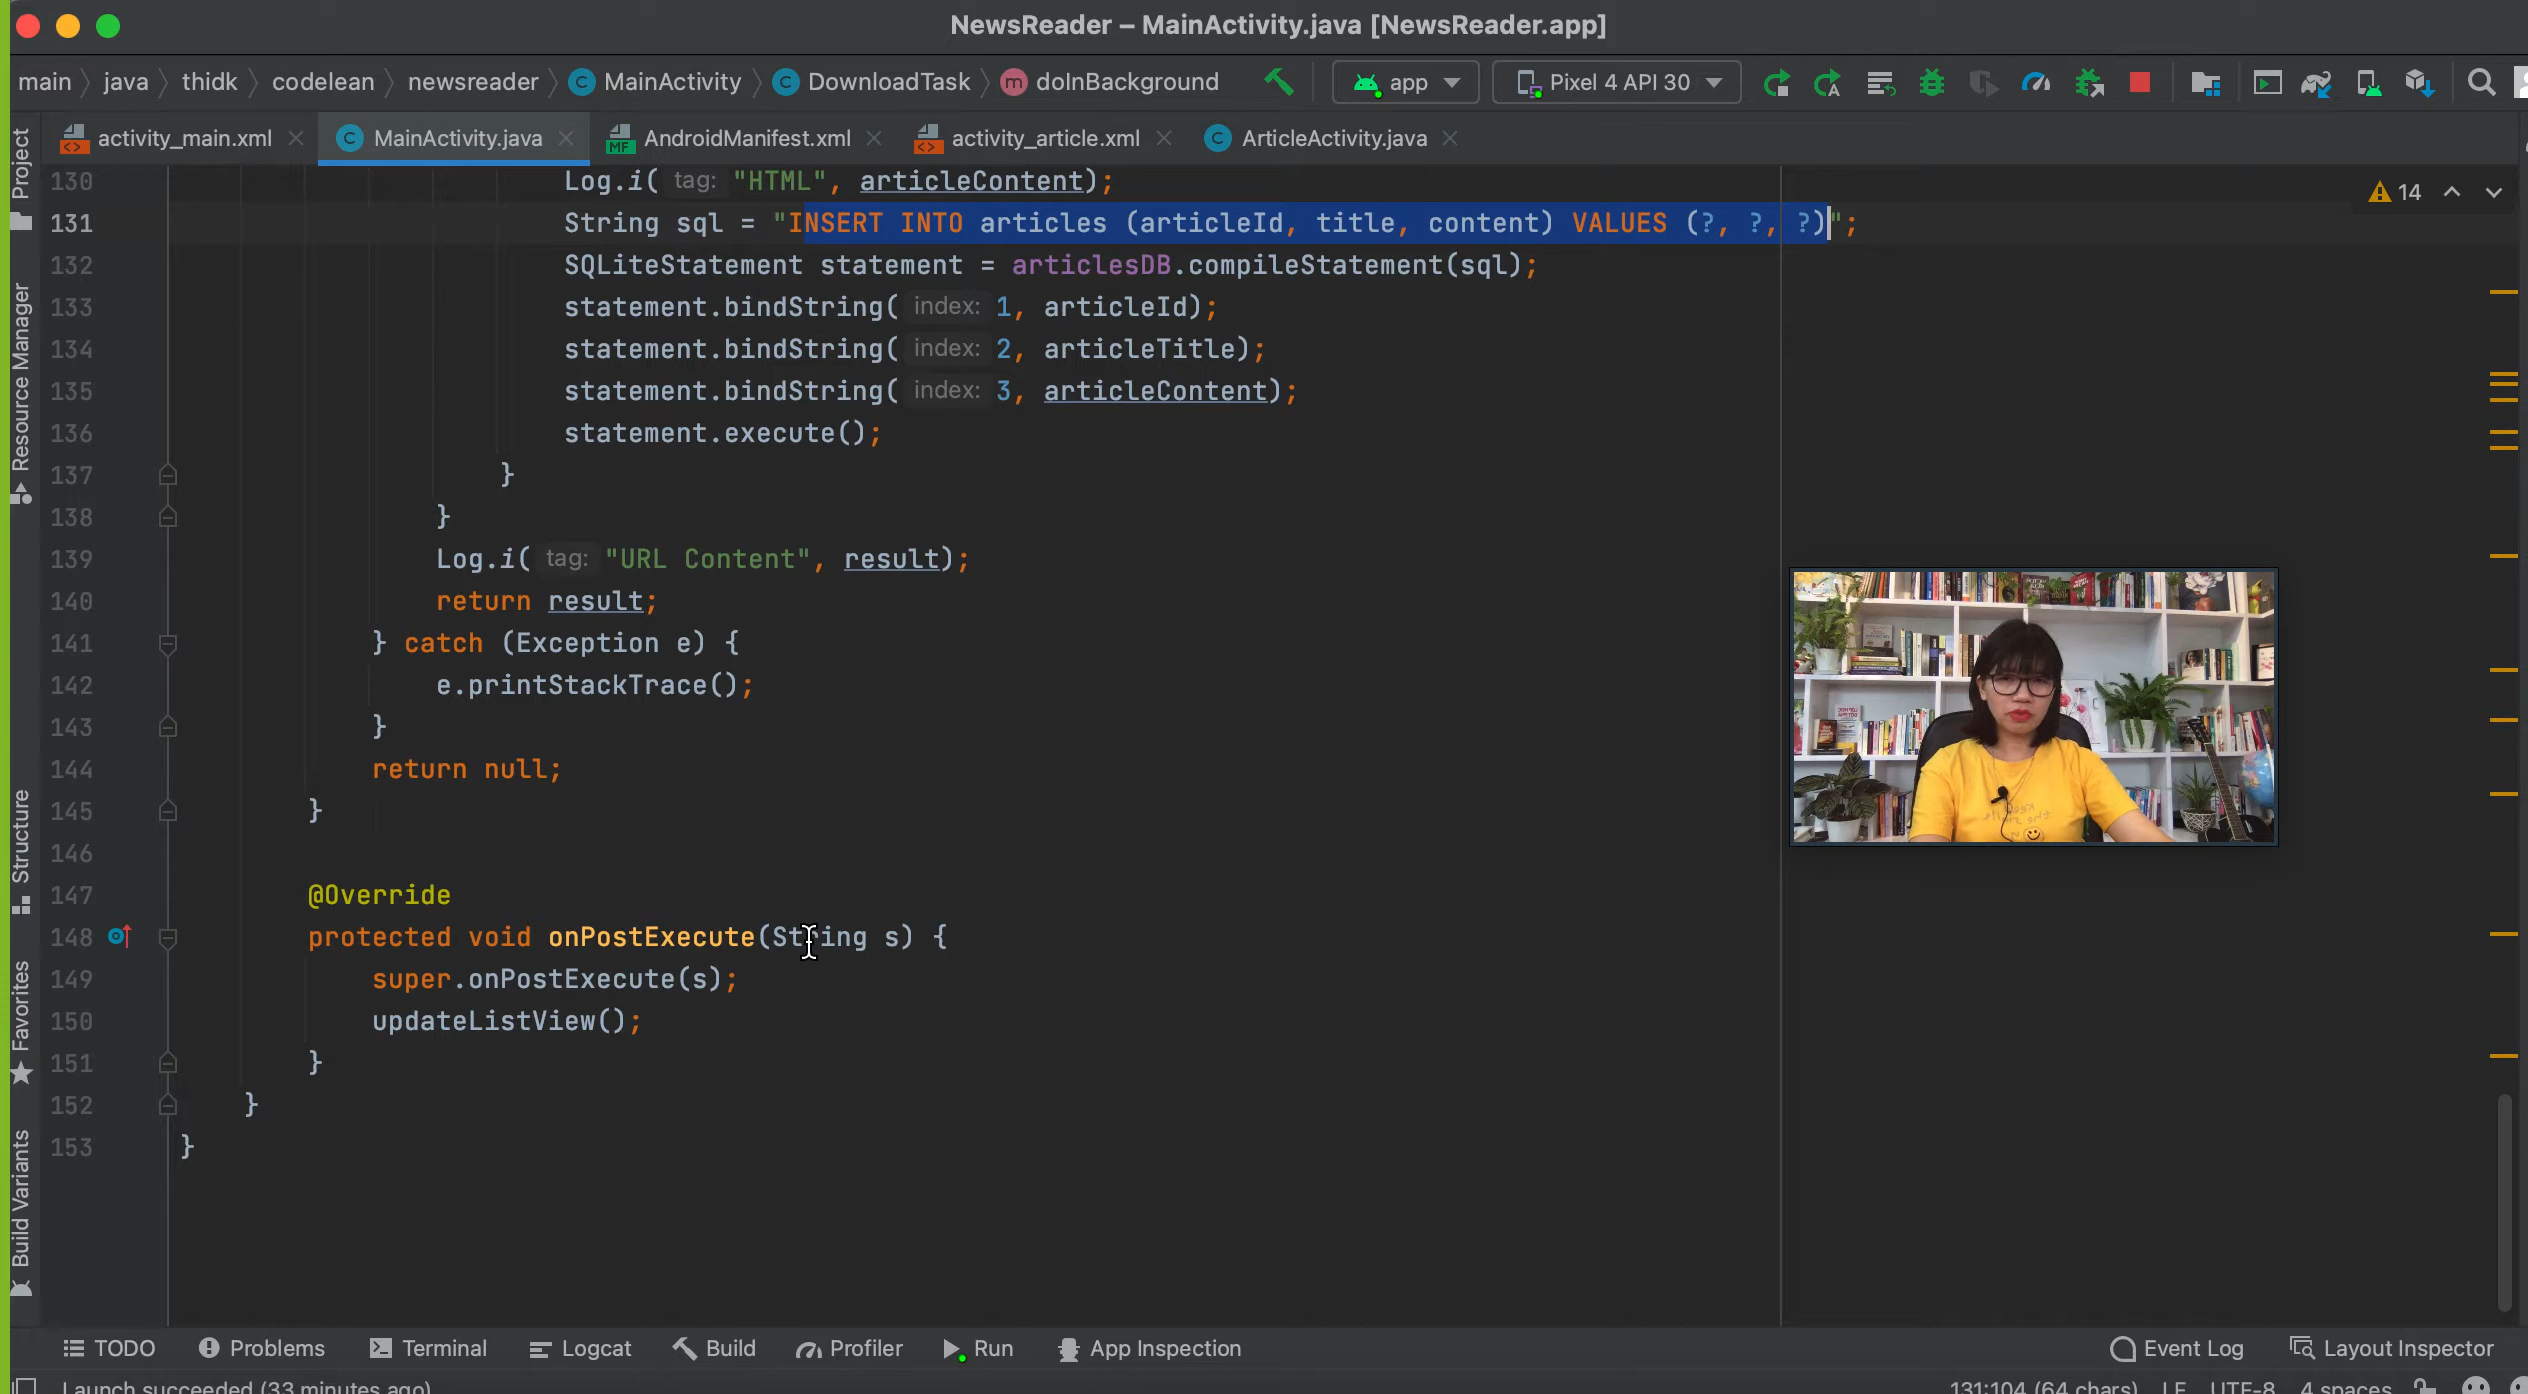 NewsReader – MainActivity.java [NewsReader.app]
main java thidk codelean newsreader MainActivity DownloadTask doInBackground app Pixel 4 API 30
activity_main.xml MainActivity.java AndroidManifest.xml activity_article.xml ArticleActivity.java
Project
Resource Manager
Structure
Favorites
Build Variants
14
130 Log.i( tag: "HTML", articleContent);
131 String sql = "INSERT INTO articles (articleId, title, content) VALUES (?, ?, ?)";
132 SQLiteStatement statement = articlesDB.compileStatement(sql);
133 statement.bindString( index: 1, articleId);
134 statement.bindString( index: 2, articleTitle);
135 statement.bindString( index: 3, articleContent);
136 statement.execute();
137 }
138 }
139 Log.i( tag: "URL Content", result);
140 return result;
141 } catch (Exception e) {
142 e.printStackTrace();
143 }
144 return null;
145 }
146
147 @Override
148 protected void onPostExecute(String s) {
149 super.onPostExecute(s);
150 updateListView();
151 }
152 }
153 }
TODO Problems Terminal Logcat Build Profiler Run App Inspection Event Log Layout Inspector
Launch succeeded (33 minutes ago) 131:104 (64 chars) LF UTF-8 4 spaces